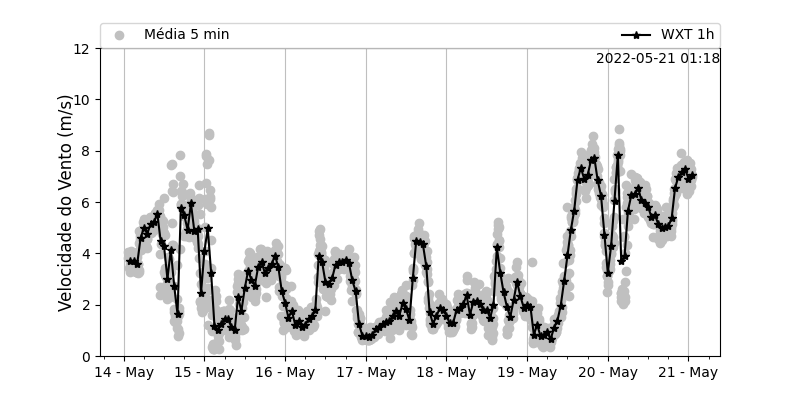 Média 5 min
WXT 1h
2022-05-21 01:18
Velocidade do Vento (m/s)
12
10
8
6
4
2
0
14 - May 15 - May 16 - May 17 - May 18 - May 19 - May 20 - May 21 - May